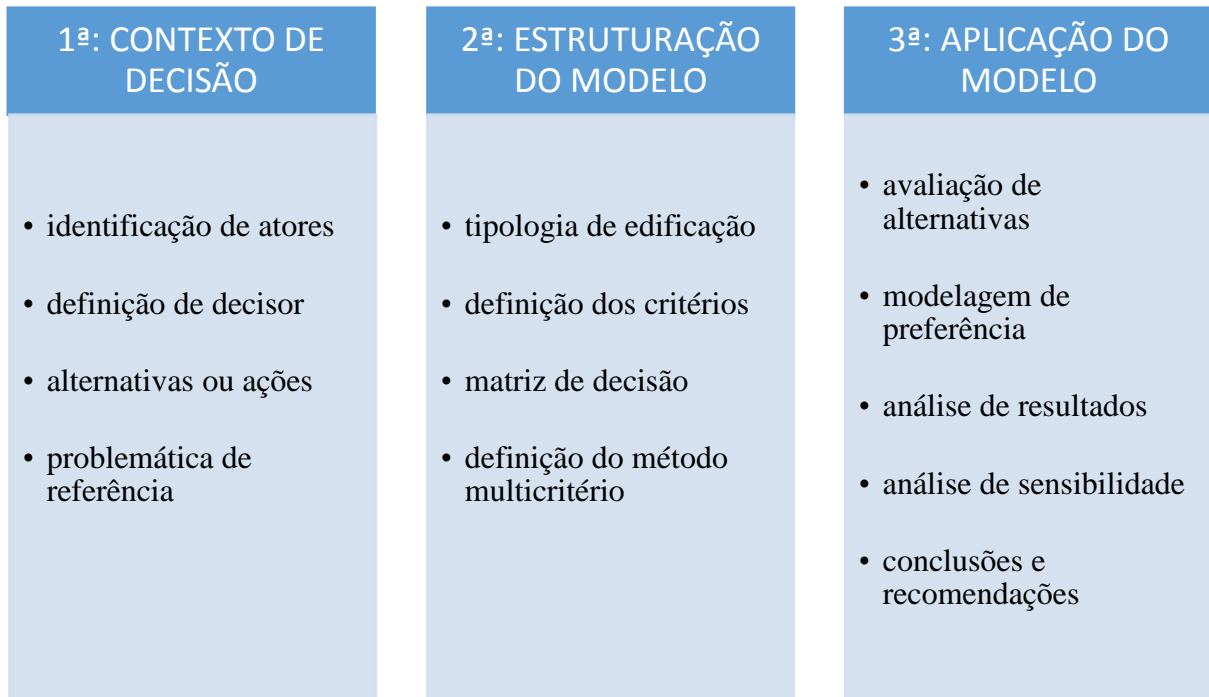 1ª: CONTEXTO DE
DECISÃO
• identificação de atores
• definição de decisor
• alternativas ou ações
• problemática de
referência
2ª: ESTRUTURAÇÃO
DO MODELO
• tipologia de edificação
• definição dos critérios
• matriz de decisão
• definição do método
multicritério
3ª: APLICAÇÃO DO
MODELO
• avaliação de
alternativas
• modelagem de
preferência
• análise de resultados
• análise de sensibilidade
• conclusões e
recomendações